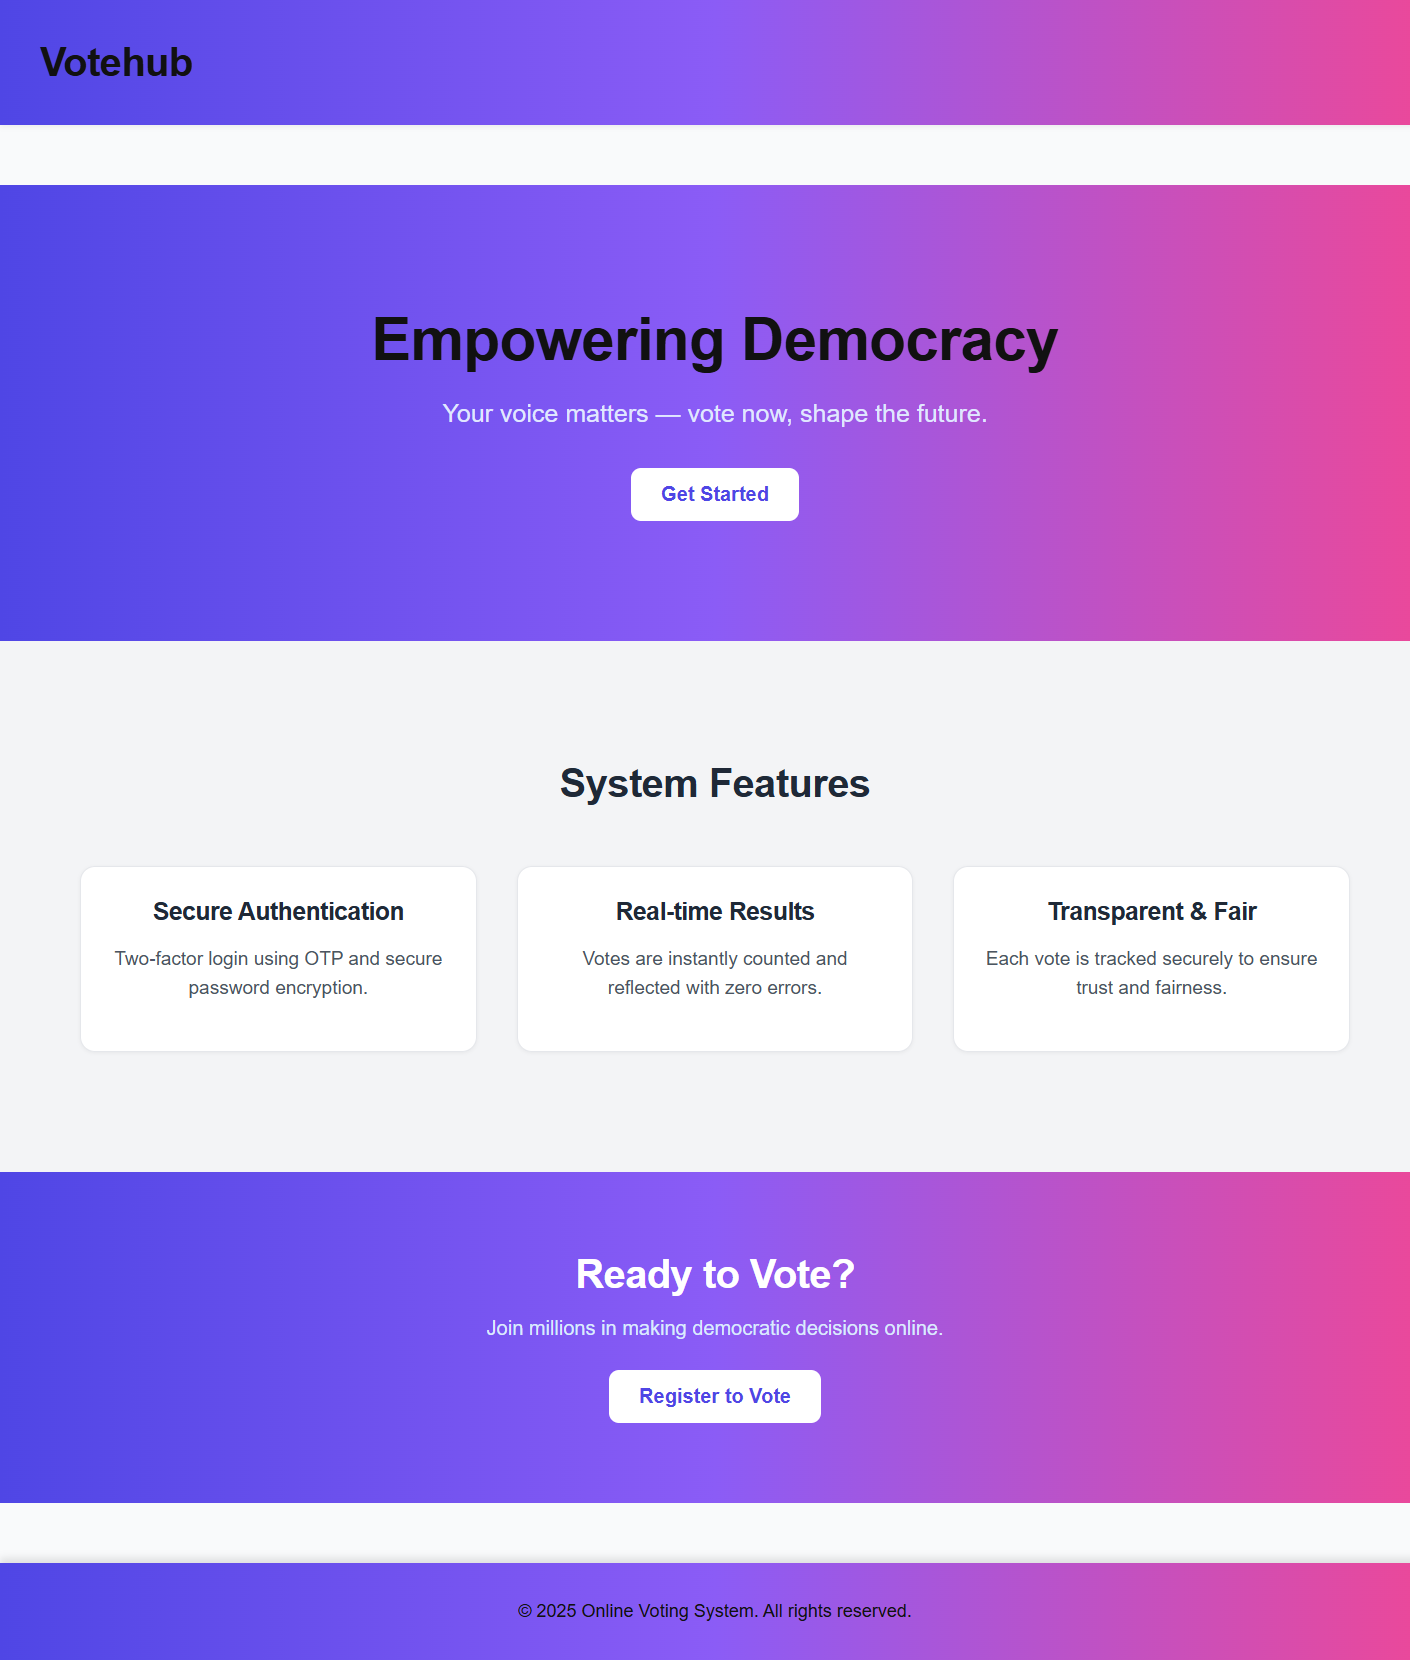 Votehub
Empowering Democracy
Your voice matters — vote now, shape the future.
Get Started
System Features
Secure Authentication
Two-factor login using OTP and secure
password encryption.
Real-time Results
Votes are instantly counted and
reflected with zero errors.
Transparent & Fair
Each vote is tracked securely to ensure
trust and fairness.
Ready to Vote?
Join millions in making democratic decisions online.
Register to Vote
© 2025 Online Voting System. All rights reserved.